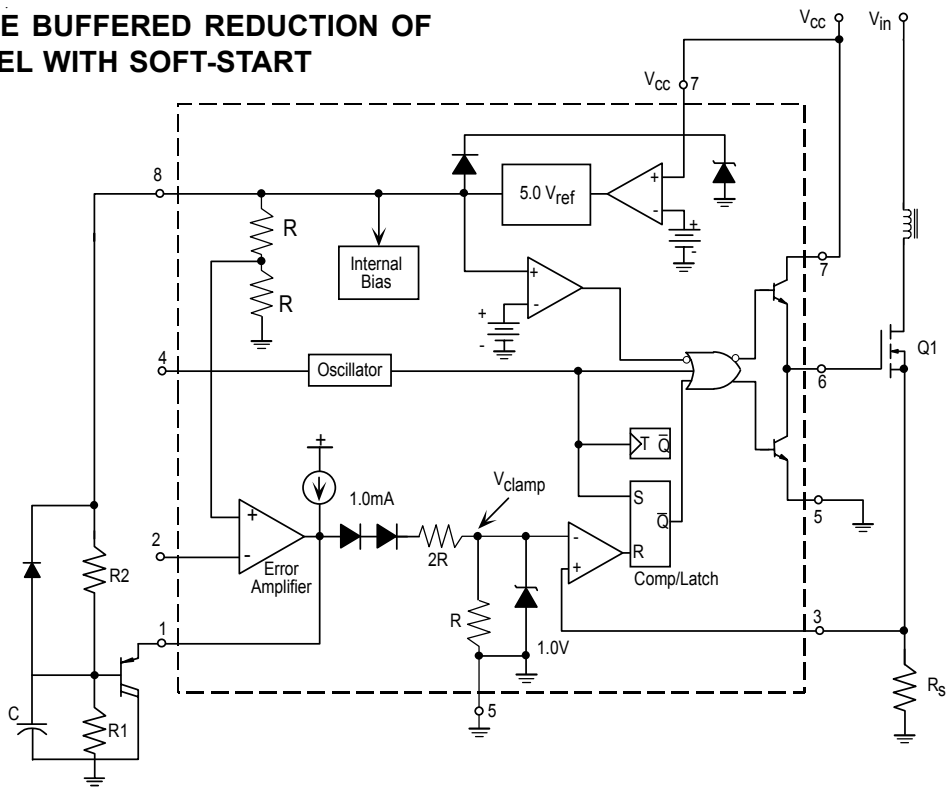 E BUFFERED REDUCTION OF
EL WITH SOFT-START
Vcc
Vin
Vcc 7
8
5.0 Vref
+
-
+
-
R
R
Internal
Bias
+
-
+
-
7
4
Oscillator
Q1
6
T Q̅
+
1.0mA
Vclamp
S
Q̅
R
5
2
+
-
Error
Amplifier
2R
-
+
Comp/Latch
R2
1
R
1.0V
3
C
R1
5
Rs